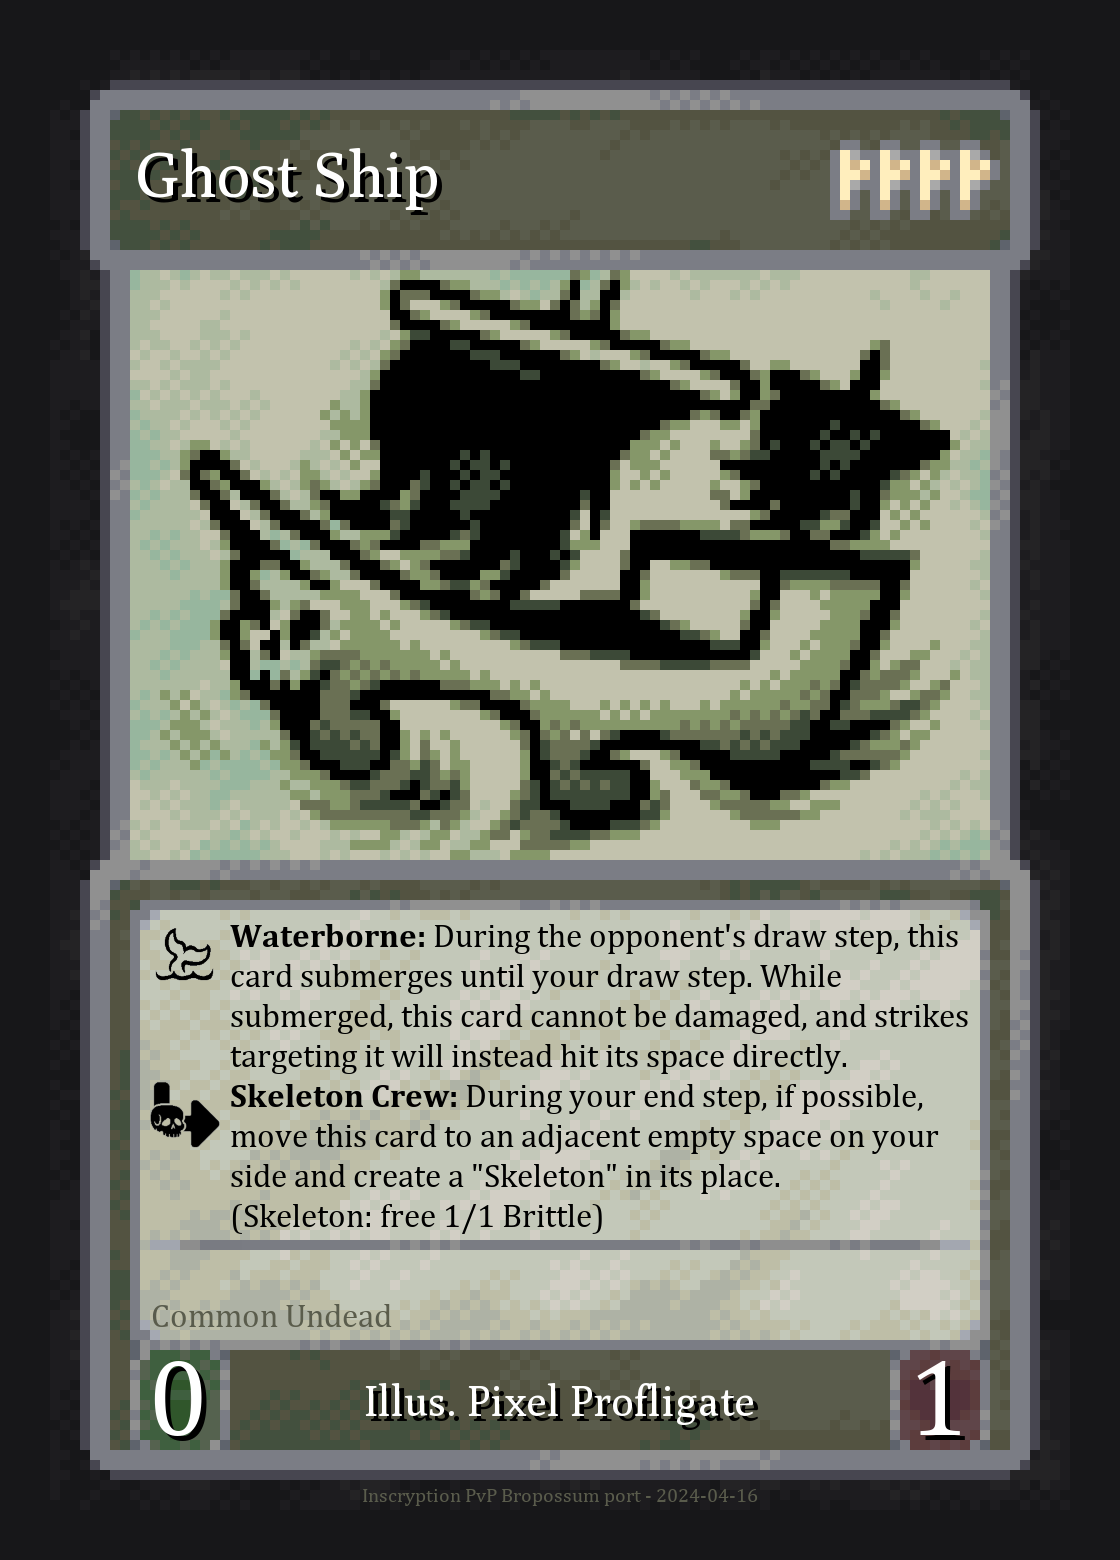 Ghost Ship
Waterborne: During the opponent's draw step, this
card submerges until your draw step. While
submerged, this card cannot be damaged, and strikes
targeting it will instead hit its space directly.
Skeleton Crew: During your end step, if possible,
move this card to an adjacent empty space on your
side and create a "Skeleton" in its place.
(Skeleton: free 1/1 Brittle)
Common Undead
0
Illus. Pixel Profligate
1
Inscryption PvP Bropossum port - 2024-04-16